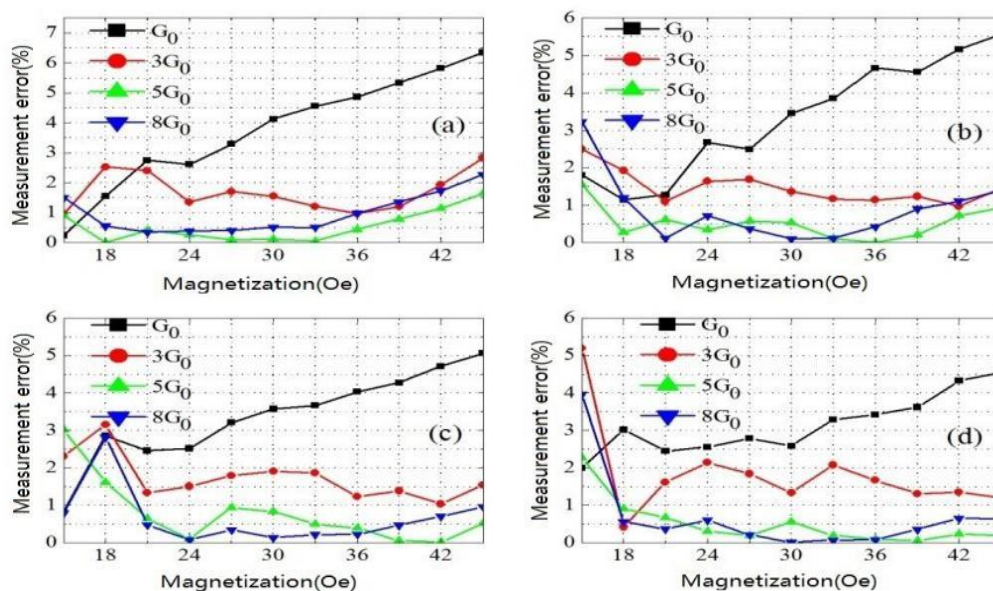 Measurement error(%)
7
6
5
4
3
2
1
0
G0
3G0
5G0
8G0
(a)
18 24 30 36 42
Magnetization(Oe)
Measurement error(%)
6
5
4
3
2
1
0
G0
3G0
5G0
8G0
(b)
18 24 30 36 42
Magnetization(Oe)
Measurement error(%)
6
5
4
3
2
1
0
G0
3G0
5G0
8G0
(c)
18 24 30 36 42
Magnetization(Oe)
Measurement error(%)
6
5
4
3
2
1
0
G0
3G0
5G0
8G0
(d)
18 24 30 36 42
Magnetization(Oe)